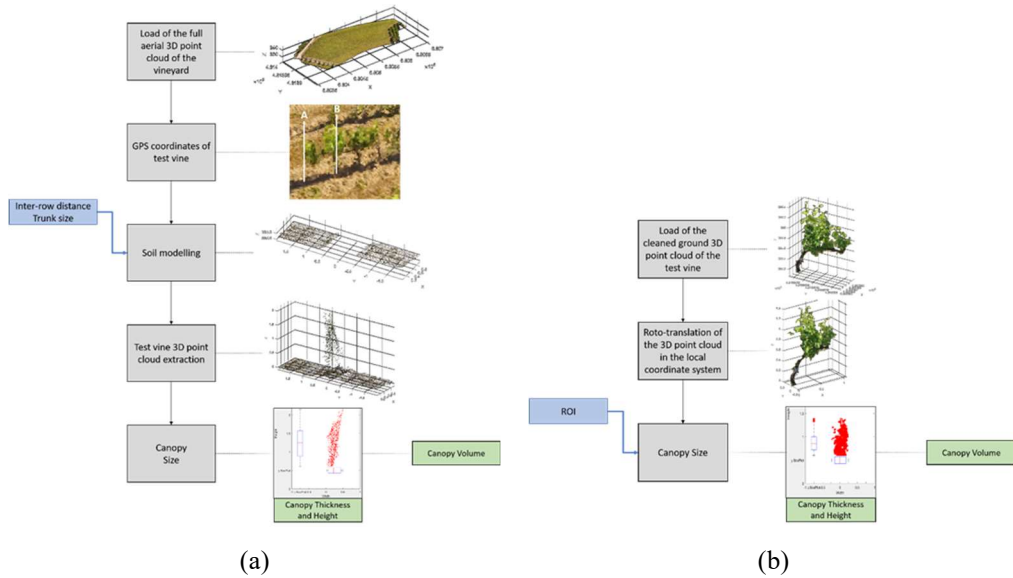 Load of the full
aerial 3D point
cloud of the
vineyard
GPS coordinates of
test vine
A
B
Inter-row distance
Trunk size
Soil modelling
Test vine 3D point
cloud extraction
Canopy
Size
Canopy Volume
Canopy Thickness
and Height
(a)
Load of the
cleaned ground 3D
point cloud of the
test vine
Roto-translation of
the 3D point cloud
in the local
coordinate system
ROI
Canopy Size
Canopy Volume
Canopy Thickness
and Height
(b)